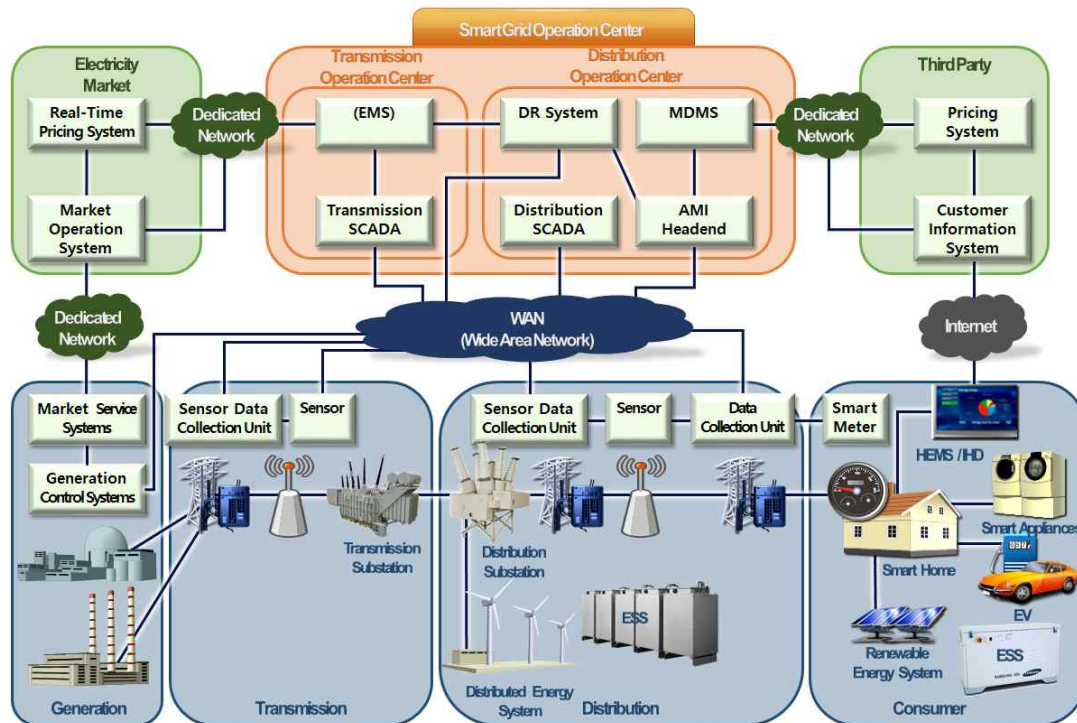 Smart Grid Operation Center
Electricity
Market
Transmission
Operation Center
Distribution
Operation Center
Third Party
Real-Time
Pricing System
Dedicated
Network
(EMS)
DR System
MDMS
Dedicated
Network
Pricing
System
Market
Operation
System
Transmission
SCADA
Distribution
SCADA
AMI
Headend
Customer
Information
System
Dedicated
Network
WAN
(Wide Area Network)
Internet
Market Service
Systems
Sensor Data
Collection Unit
Sensor
Sensor Data
Collection Unit
Sensor
Data
Collection Unit
Smart
Meter
HEMS / IHD
Generation
Control Systems
Smart Appliances
Transmission
Substation
Distribution
Substation
Smart Home
EV
ESS
Renewable
Energy System
ESS
Distributed Energy
System
Generation
Transmission
Distribution
Consumer